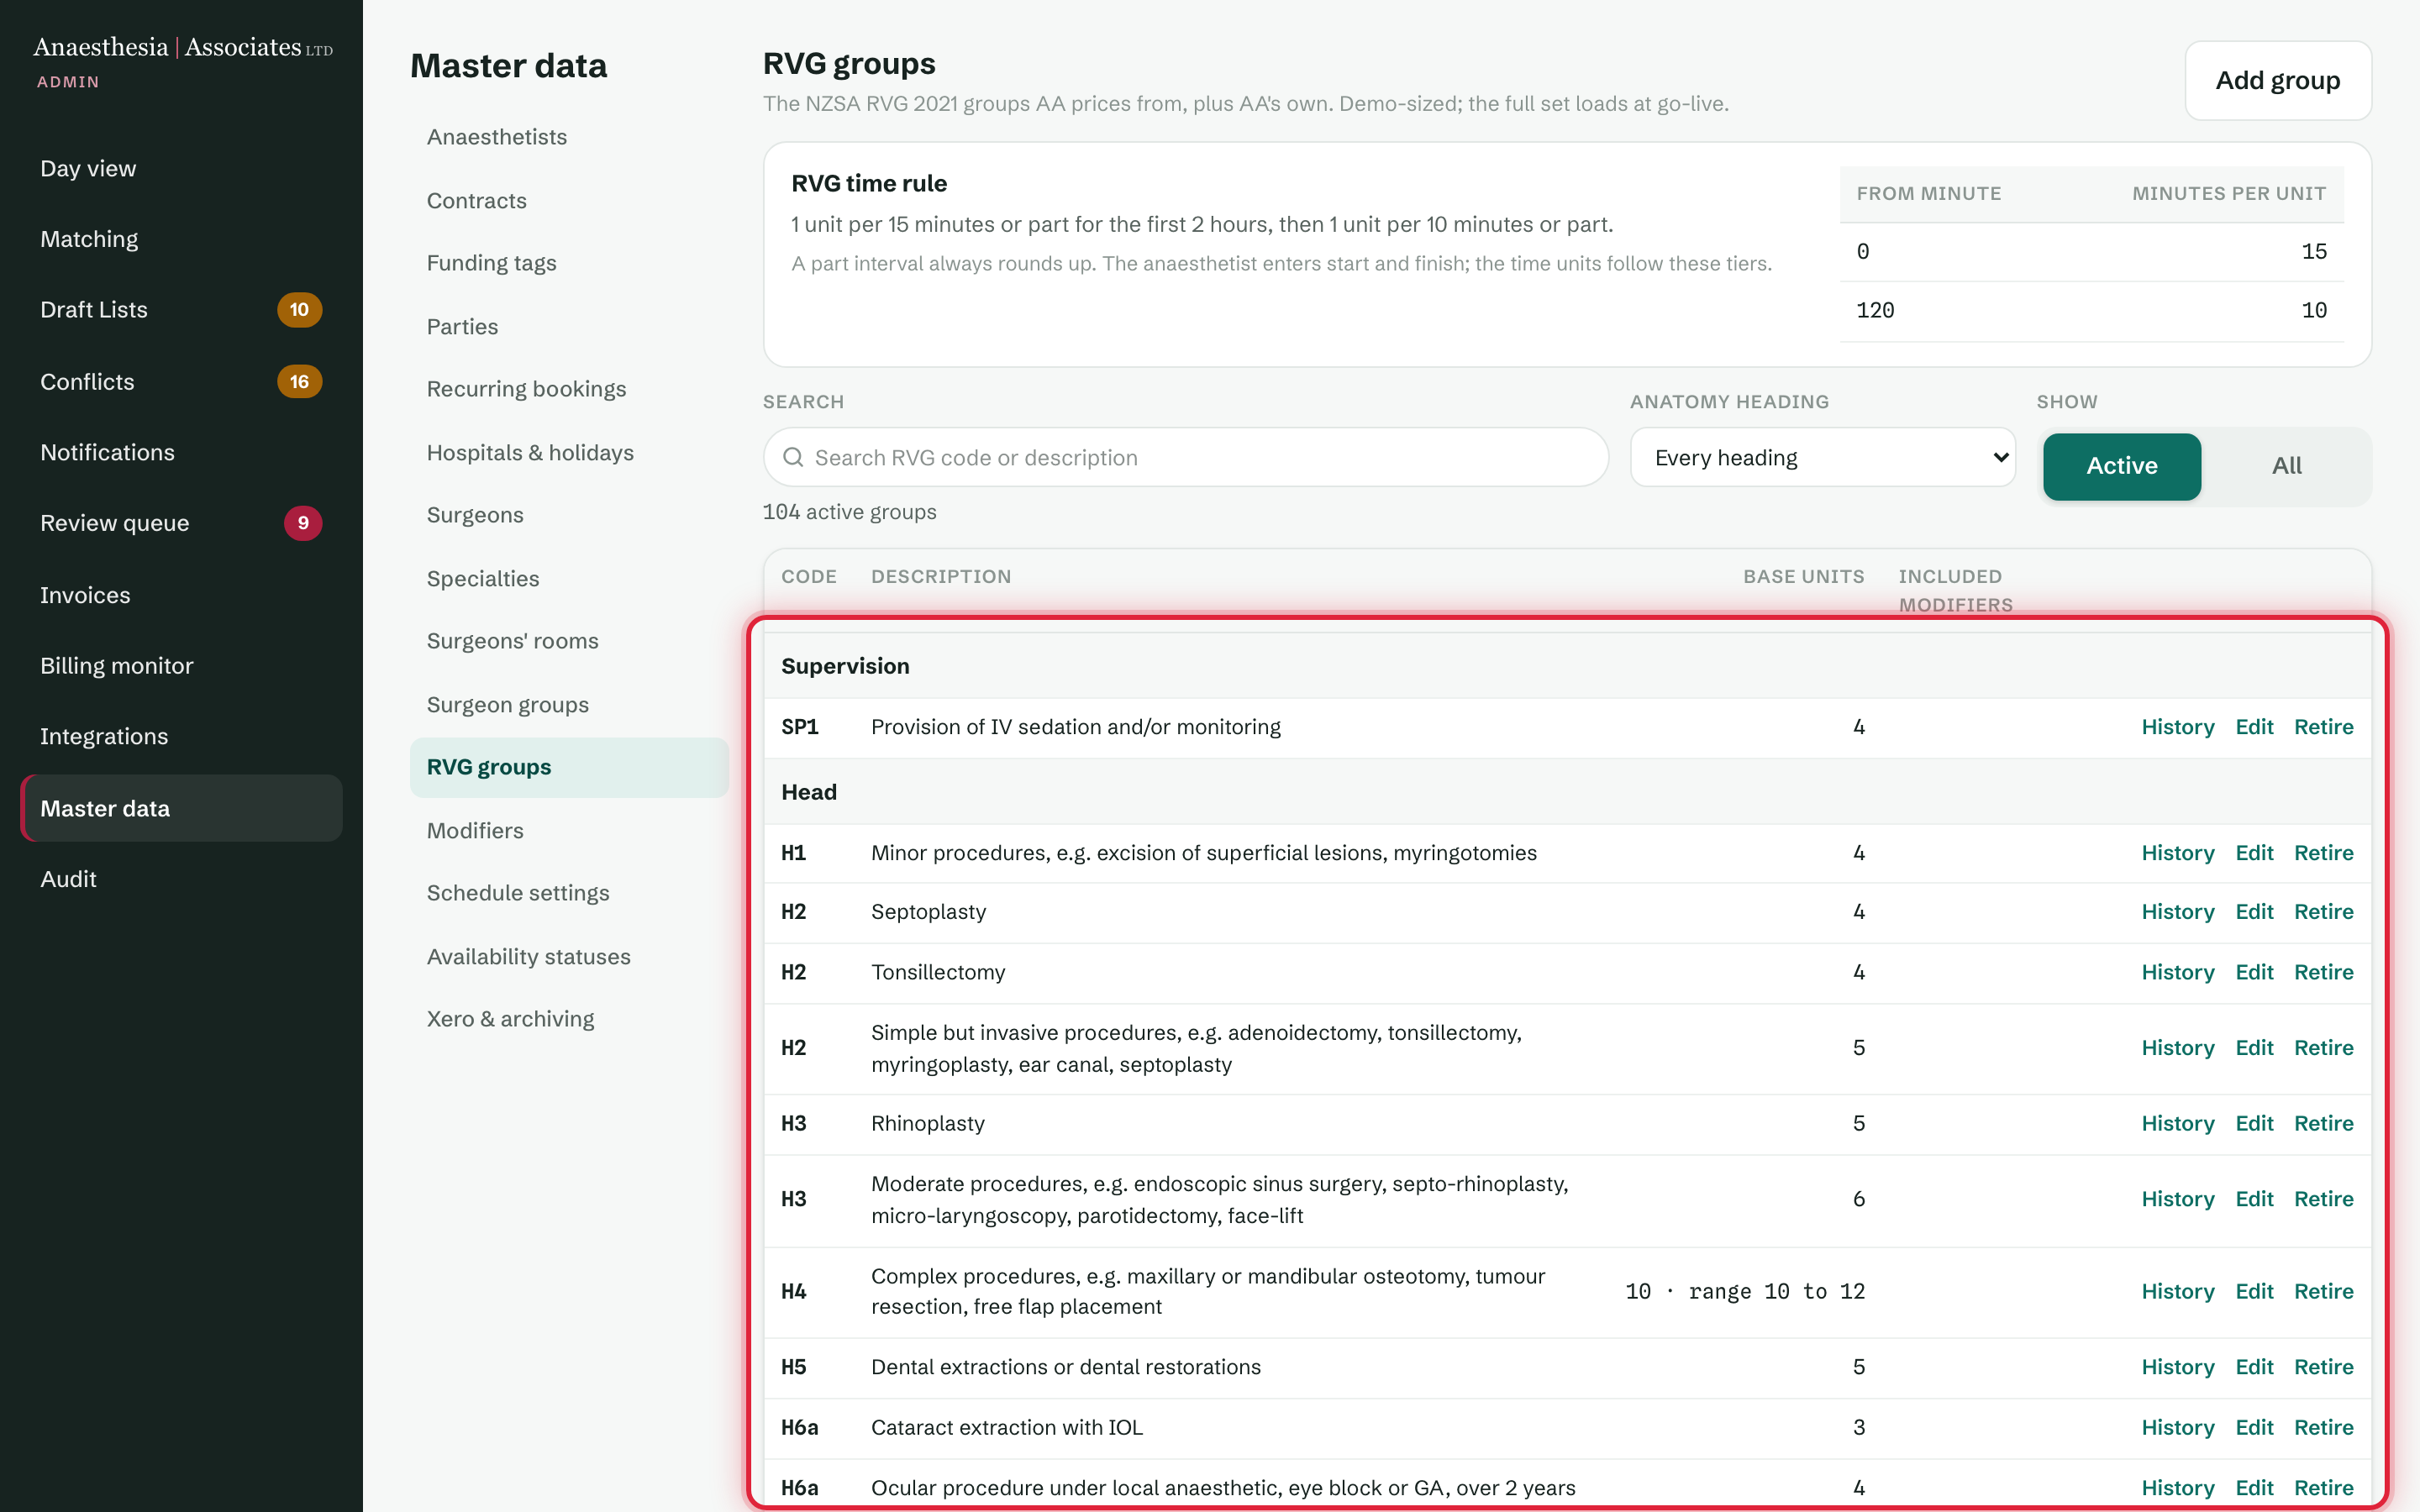 Anaesthesia | Associates LTD
ADMIN
Day view
Matching
Draft Lists 10
Conflicts 16
Notifications
Review queue 9
Invoices
Billing monitor
Integrations
Master data
Audit
Master data
Anaesthetists
Contracts
Funding tags
Parties
Recurring bookings
Hospitals & holidays
Surgeons
Specialties
Surgeons' rooms
Surgeon groups
RVG groups
Modifiers
Schedule settings
Availability statuses
Xero & archiving
RVG groups
The NZSA RVG 2021 groups AA prices from, plus AA's own. Demo-sized; the full set loads at go-live.
Add group
RVG time rule
1 unit per 15 minutes or part for the first 2 hours, then 1 unit per 10 minutes or part.
A part interval always rounds up. The anaesthetist enters start and finish; the time units follow these tiers.
FROM MINUTE MINUTES PER UNIT
0 15
120 10
SEARCH
Search RVG code or description
ANATOMY HEADING
Every heading
SHOW
Active All
104 active groups
CODE DESCRIPTION BASE UNITS INCLUDED
MODIFIERS
Supervision
SP1 Provision of IV sedation and/or monitoring 4 History Edit Retire
Head
H1 Minor procedures, e.g. excision of superficial lesions, myringotomies 4 History Edit Retire
H2 Septoplasty 4 History Edit Retire
H2 Tonsillectomy 4 History Edit Retire
H2 Simple but invasive procedures, e.g. adenoidectomy, tonsillectomy,
myringoplasty, ear canal, septoplasty 5 History Edit Retire
H3 Rhinoplasty 5 History Edit Retire
H3 Moderate procedures, e.g. endoscopic sinus surgery, septo-rhinoplasty,
micro-laryngoscopy, parotidectomy, face-lift 6 History Edit Retire
H4 Complex procedures, e.g. maxillary or mandibular osteotomy, tumour
resection, free flap placement 10 · range 10 to 12 History Edit Retire
H5 Dental extractions or dental restorations 5 History Edit Retire
H6a Cataract extraction with IOL 3 History Edit Retire
H6a Ocular procedure under local anaesthetic, eye block or GA, over 2 years 4 History Edit Retire